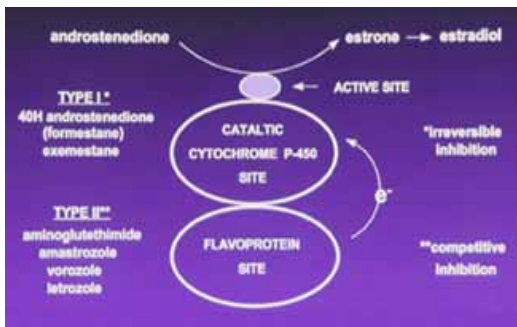 androstenedione
estrone → estradiol
ACTIVE SITE
TYPE I*
40H androstenedione
(formestane)
exemestane
CATALTIC
CYTOCHROME P-450
SITE
*irreversible
Inhibition
e-
TYPE II**
aminoglutethimide
amastrozole
vorozole
letrozole
FLAVOPROTEIN
SITE
**competitive
Inhibition